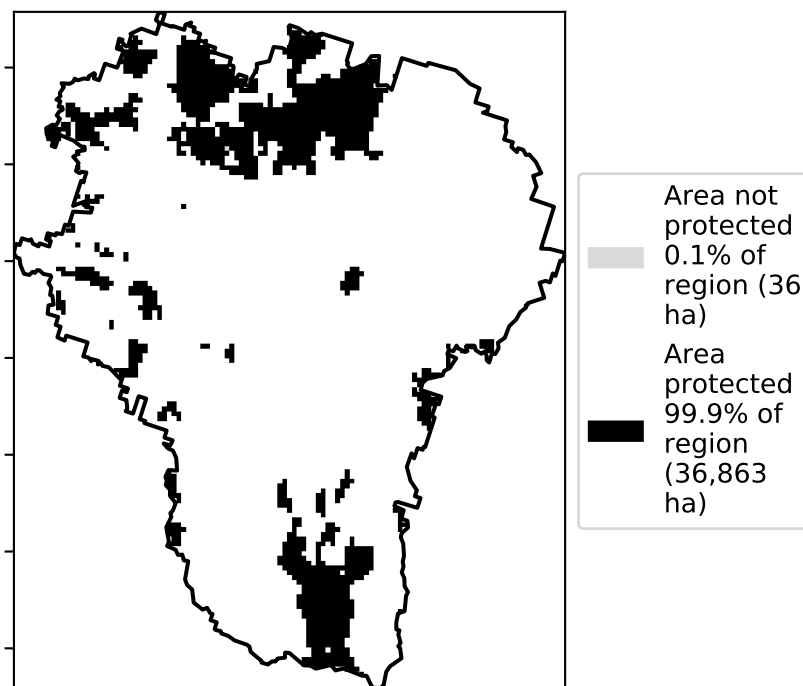 Area not
protected
0.1% of
region (36
ha)
Area
protected
99.9% of
region
(36,863
ha)